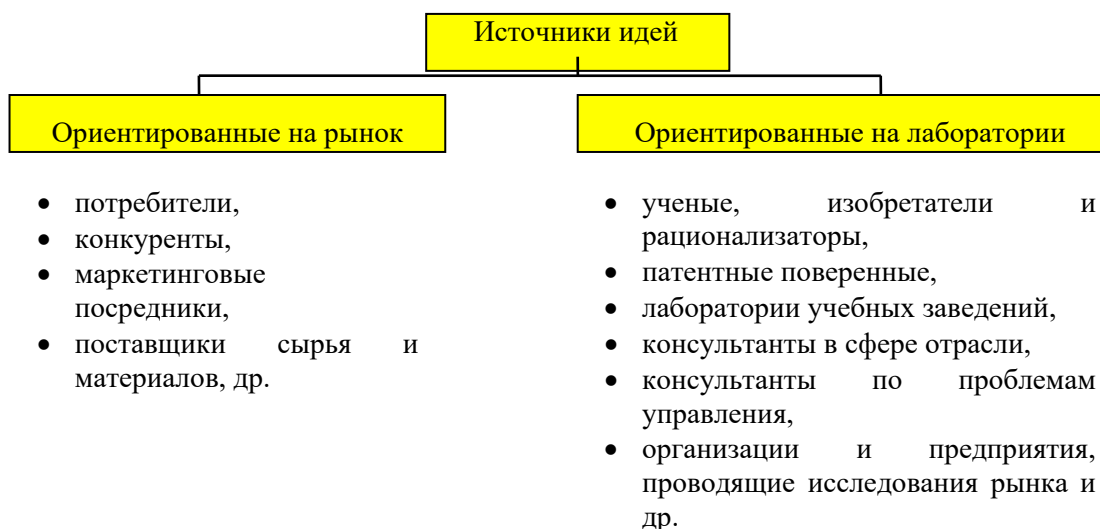 Источники идей
Ориентированные на рынок
• потребители,
• конкуренты,
• маркетинговые
посредники,
• поставщики сырья и
материалов, др.
Ориентированные на лаборатории
• ученые, изобретатели и
рационализаторы,
• патентные поверенные,
• лаборатории учебных заведений,
• консультанты в сфере отрасли,
• консультанты по проблемам
управления,
• организации и предприятия,
проводящие исследования рынка и
др.